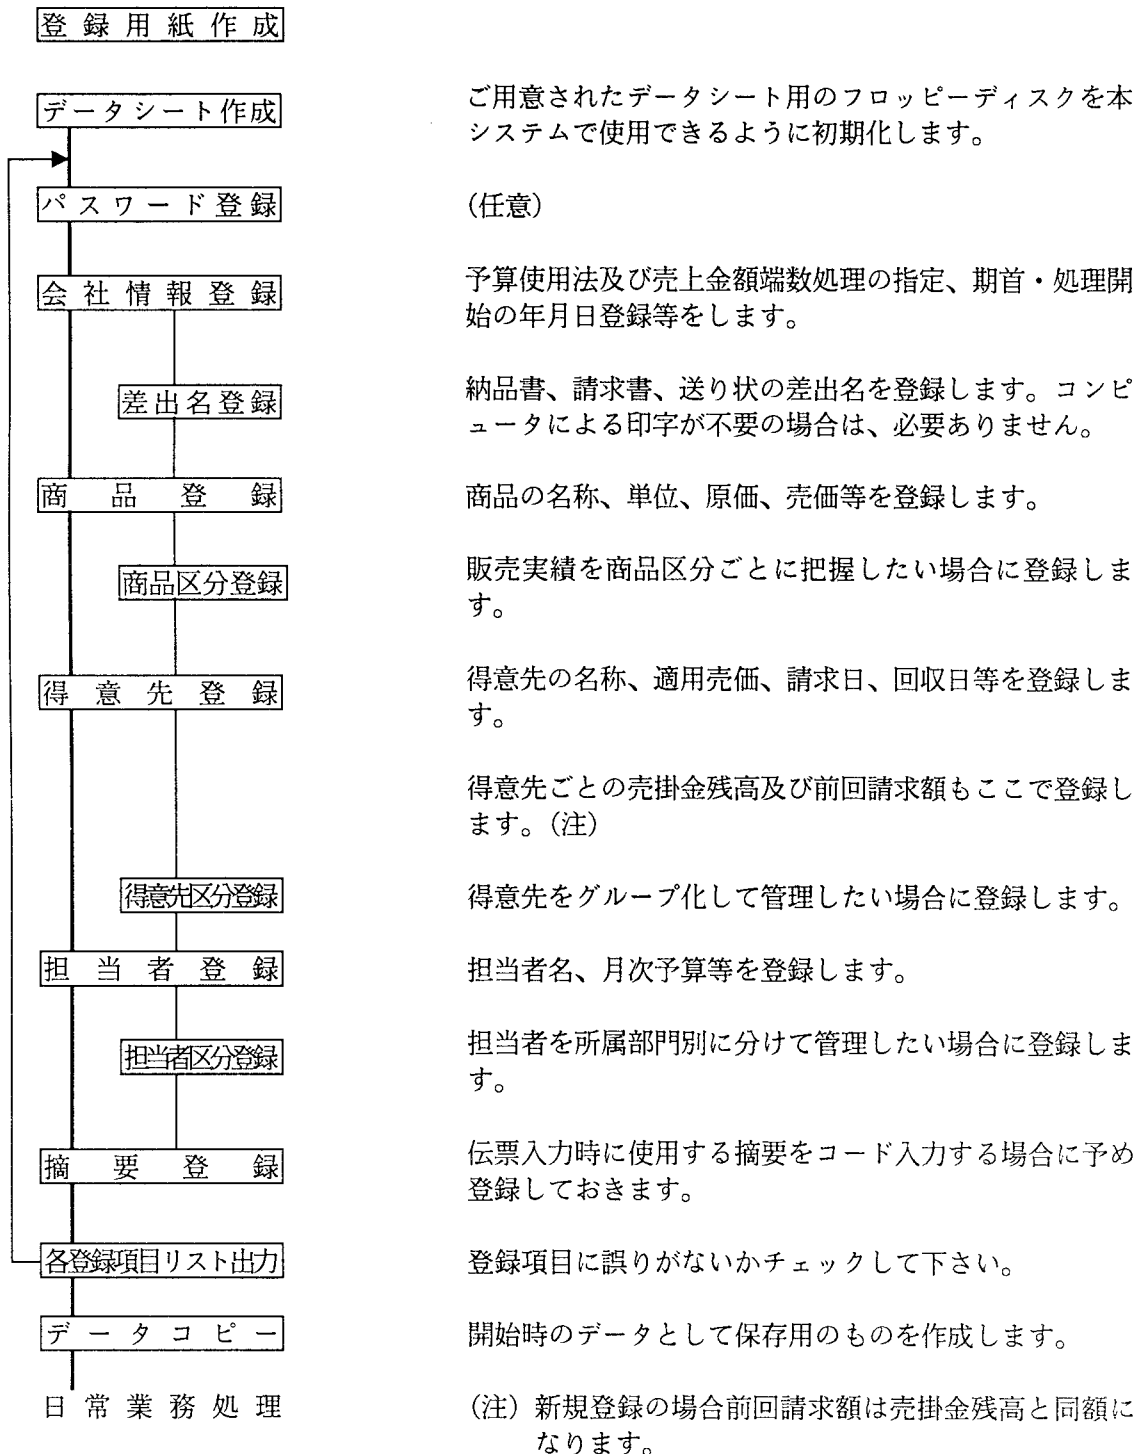 登録用紙作成
データシート作成
ご用意されたデータシート用のフロッピーディスクを本
システムで使用できるように初期化します。
パスワード登録
(任意)
会社情報登録
予算使用法及び売上金額端数処理の指定、期首・処理開
始の年月日登録等をします。
差出名登録
納品書、請求書、送り状の差出名を登録します。コンピ
ュータによる印字が不要の場合は、必要ありません。
商品登録
商品の名称、単位、原価、売価等を登録します。
商品区分登録
販売実績を商品区分ごとに把握したい場合に登録しま
す。
得意先登録
得意先の名称、適用売価、請求日、回収日等を登録しま
す。
得意先ごとの売掛金残高及び前回請求額もここで登録し
ます。(注)
得意先区分登録
得意先をグループ化して管理したい場合に登録します。
担当者登録
担当者名、月次予算等を登録します。
担当者区分登録
担当者を所属部門別に分けて管理したい場合に登録しま
す。
摘要登録
伝票入力時に使用する摘要をコード入力する場合に予め
登録しておきます。
各登録項目リスト出力
登録項目に誤りがないかチェックして下さい。
データコピー
開始時のデータとして保存用のものを作成します。
日常業務処理
(注) 新規登録の場合前回請求額は売掛金残高と同額に
なります。